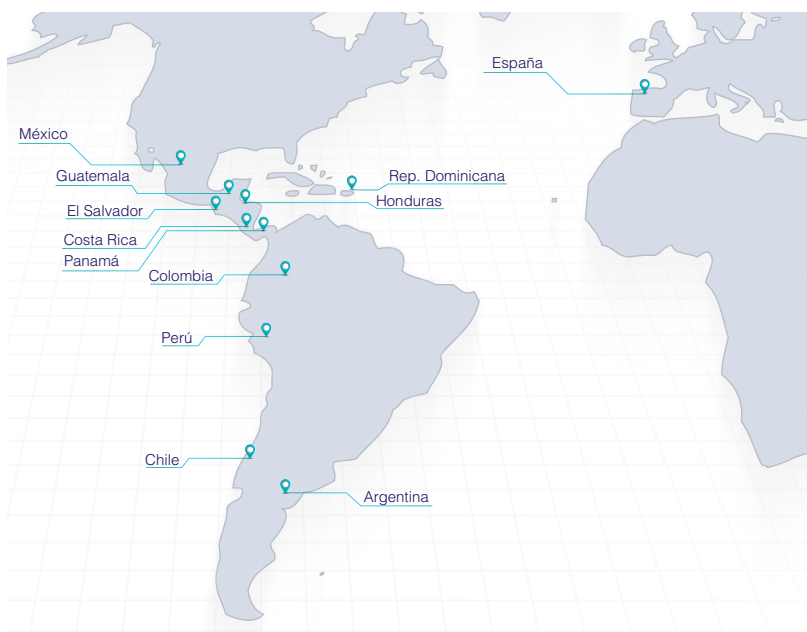 España
México
Guatemala
Rep. Dominicana
Honduras
El Salvador
Costa Rica
Panamá
Colombia
Perú
Chile
Argentina